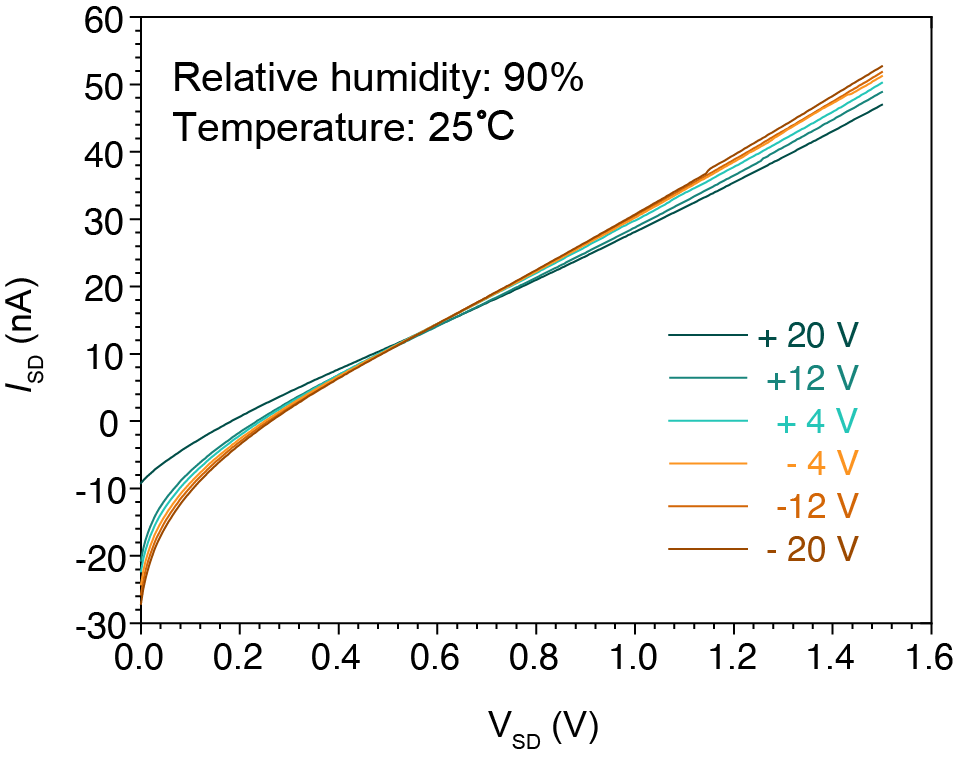 60
50
40
30
20
10
0
-10
-20
-30
I_SD (nA)
Relative humidity: 90%
Temperature: 25°C
+ 20 V
+12 V
+ 4 V
- 4 V
-12 V
- 20 V
0.0 0.2 0.4 0.6 0.8 1.0 1.2 1.4 1.6
V_SD (V)